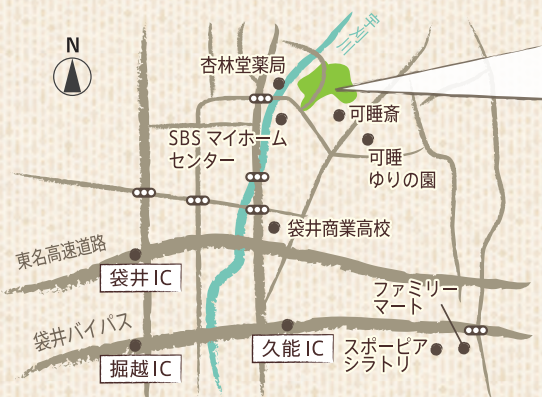 N
宇刈川
杏林堂薬局
可睡斎
SBS マイホーム
センター
可睡
ゆりの園
袋井商業高校
東名高速道路
袋井 IC
ファミリー
マート
袋井バイパス
久能 IC
スポーピア
シラトリ
堀越 IC